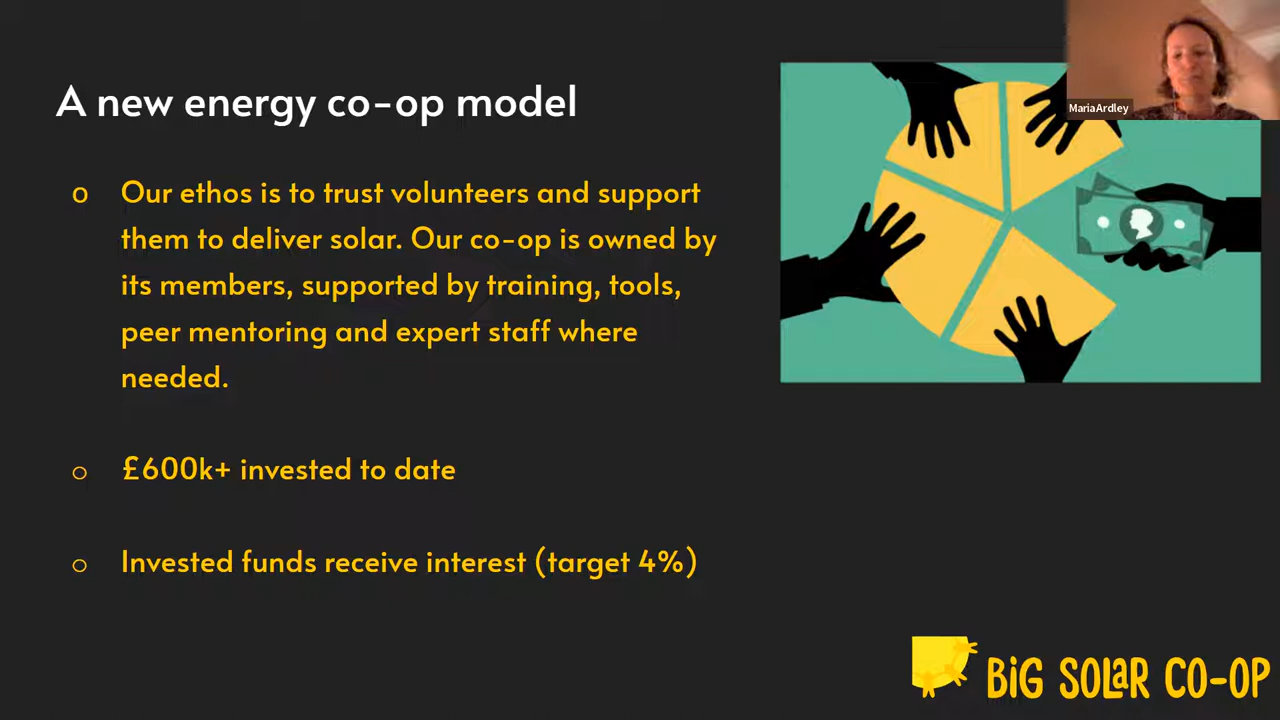 MariaArdley
A new energy co-op model
o Our ethos is to trust volunteers and support
them to deliver solar. Our co-op is owned by
its members, supported by training, tools,
peer mentoring and expert staff where
needed.
o £600k+ invested to date
o Invested funds receive interest (target 4%)
BiG SOLaR CO-OP